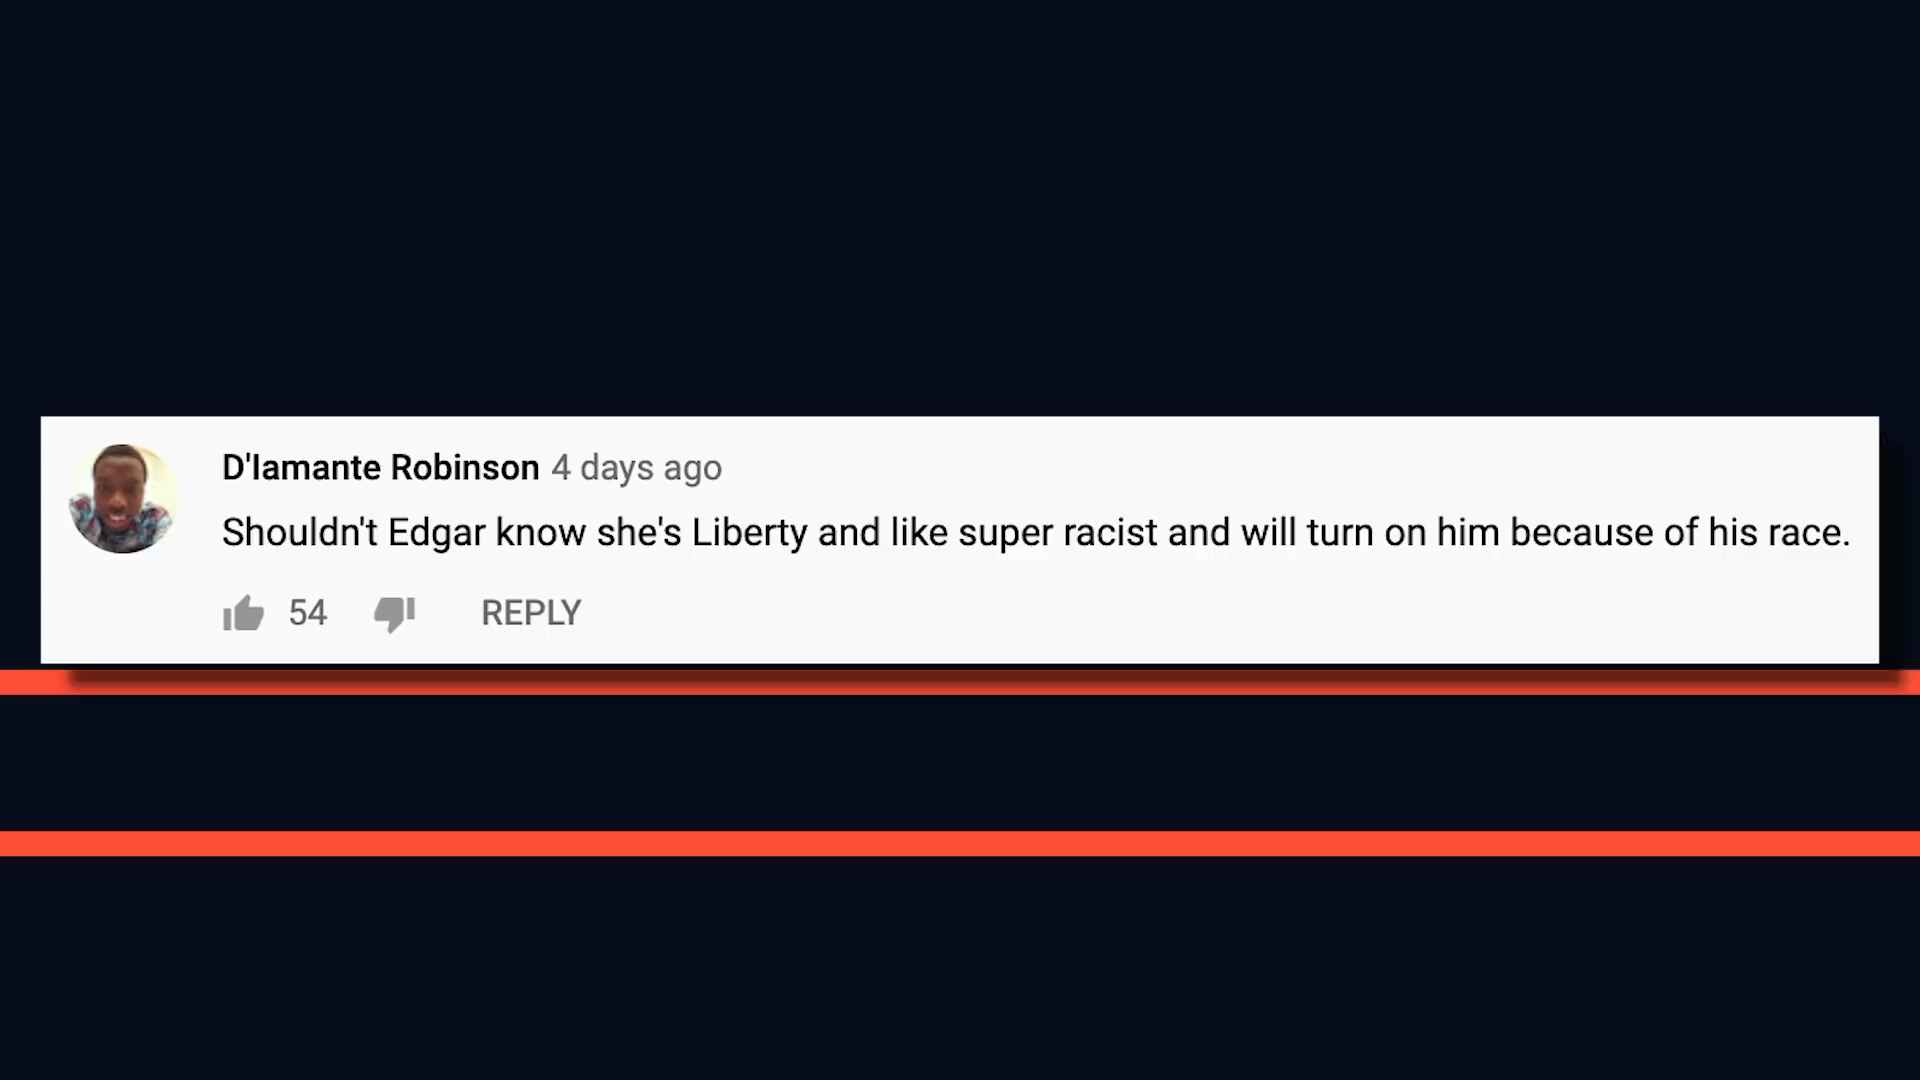 D'Iamante Robinson 4 days ago
Shouldn't Edgar know she's Liberty and like super racist and will turn on him because of his race.
54 REPLY